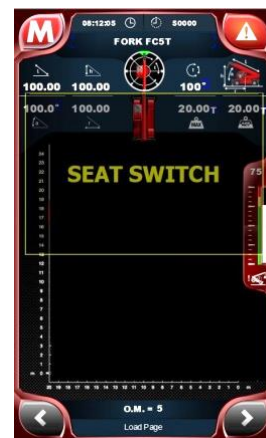 M
08:12:05 50000
FORK FC5T
100.00 100.00 100°
100.0° 100.00 20.00T 20.00T
SEAT SWITCH
75
O.M. = 5
Load Page